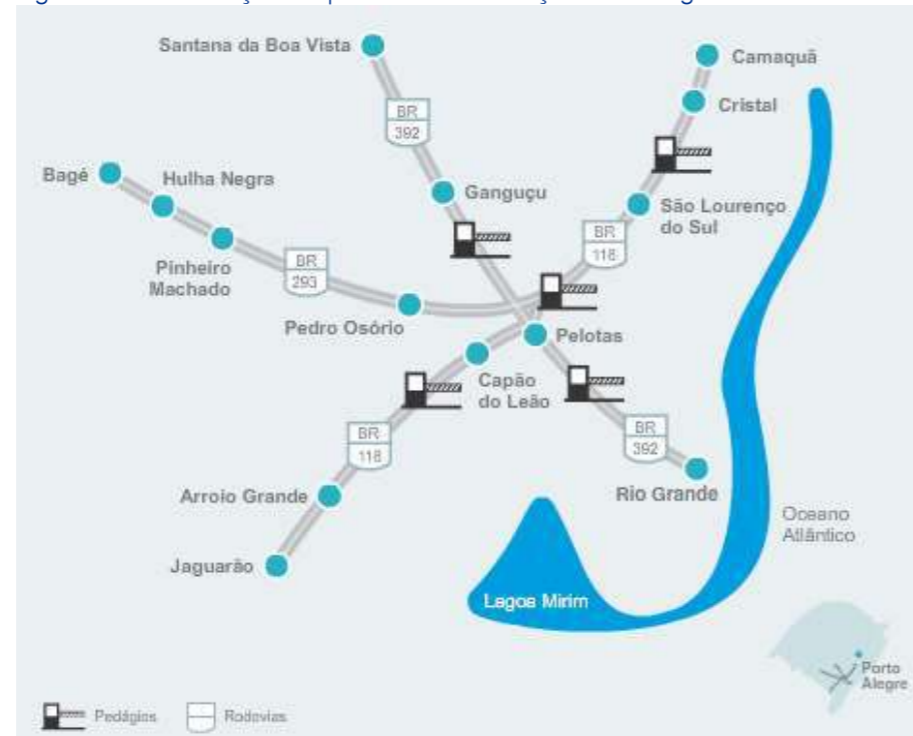 Santana da Boa Vista
Camaquã
Cristal
BR
392
Bagé
Hulha Negra
Ganguçu
São Lourenço
do Sul
BR
118
Pinheiro
Machado
BR
293
Pedro Osório
Pelotas
Capão
do Leão
BR
118
BR
392
Arroio Grande
Rio Grande
Oceano
Atlântico
Jaguarão
Lagoa Mirim
Porto
Alegre
Pedágios
Rodovias